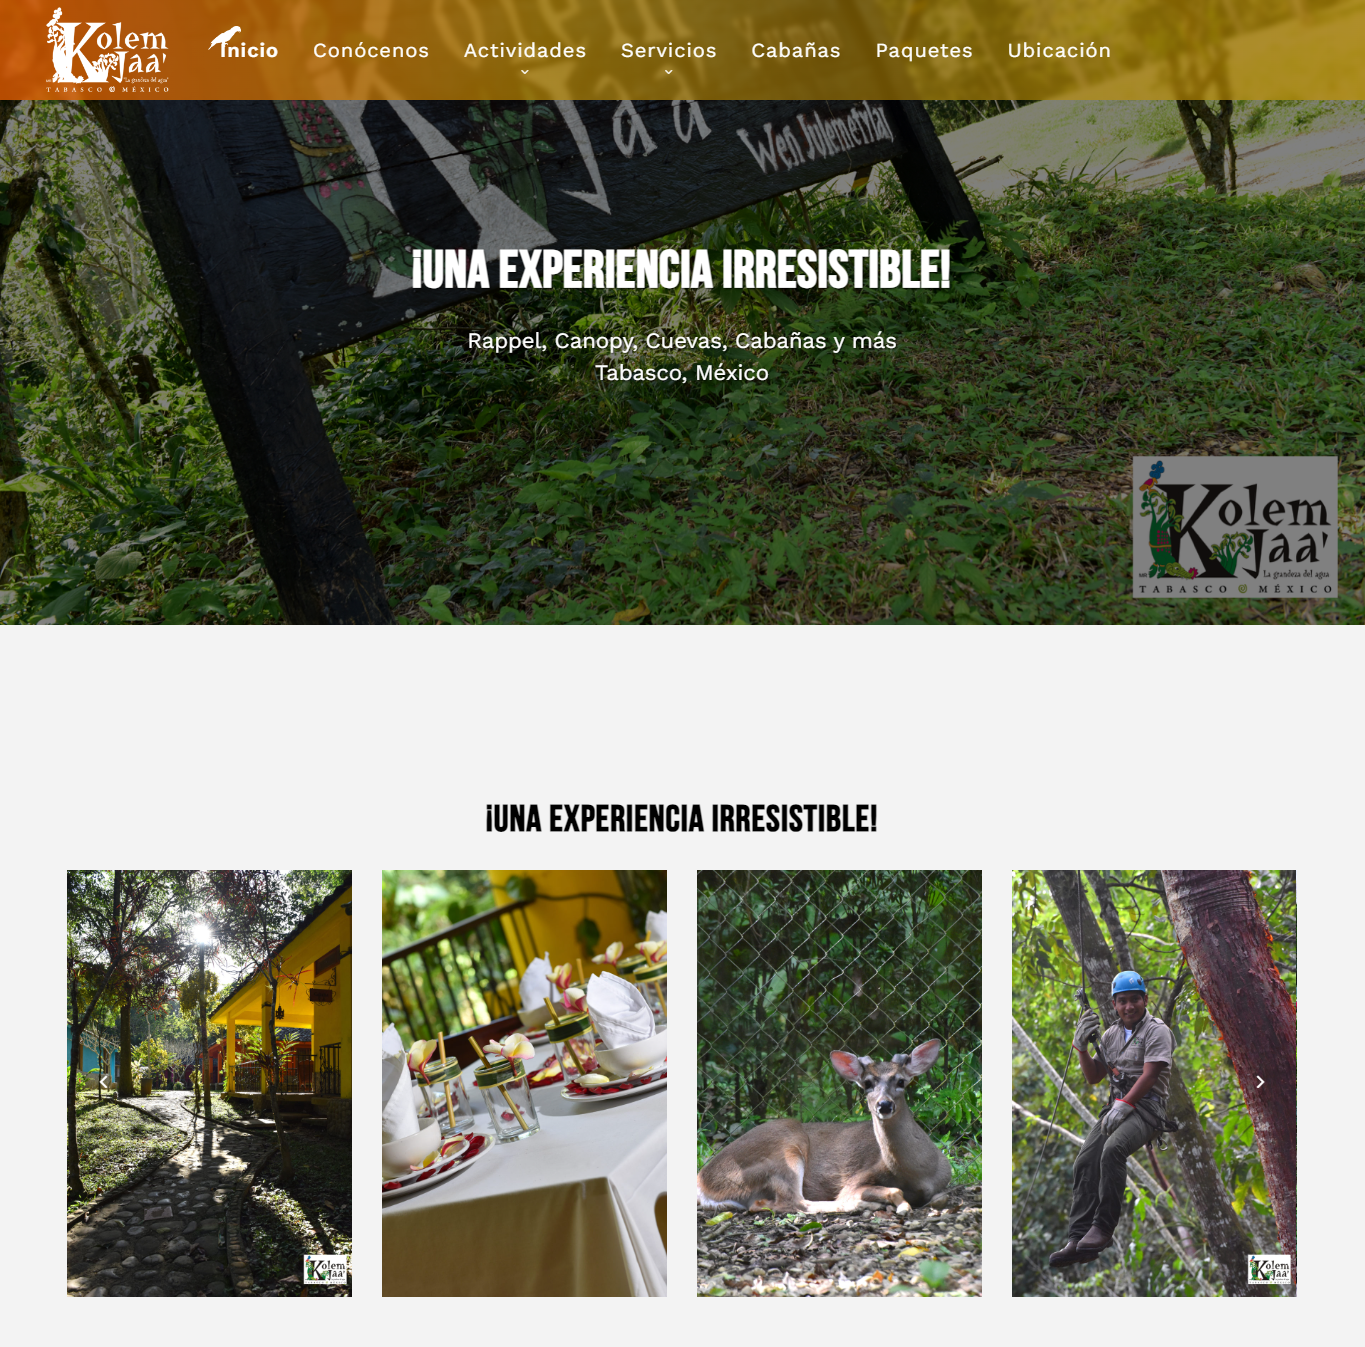 Kolem
Jaa'
La grandeza del agua
TABASCO MÉXICO
Inicio
Conócenos
Actividades
Servicios
Cabañas
Paquetes
Ubicación
Jaa
¡UNA EXPERIENCIA IRRESISTIBLE!
Rappel, Canopy, Cuevas, Cabañas y más
Tabasco, México
Kolem
Jaa'
La grandeza del agua
TABASCO MÉXICO
¡UNA EXPERIENCIA IRRESISTIBLE!
Kolem
Jaa'
Kolem
Jaa'